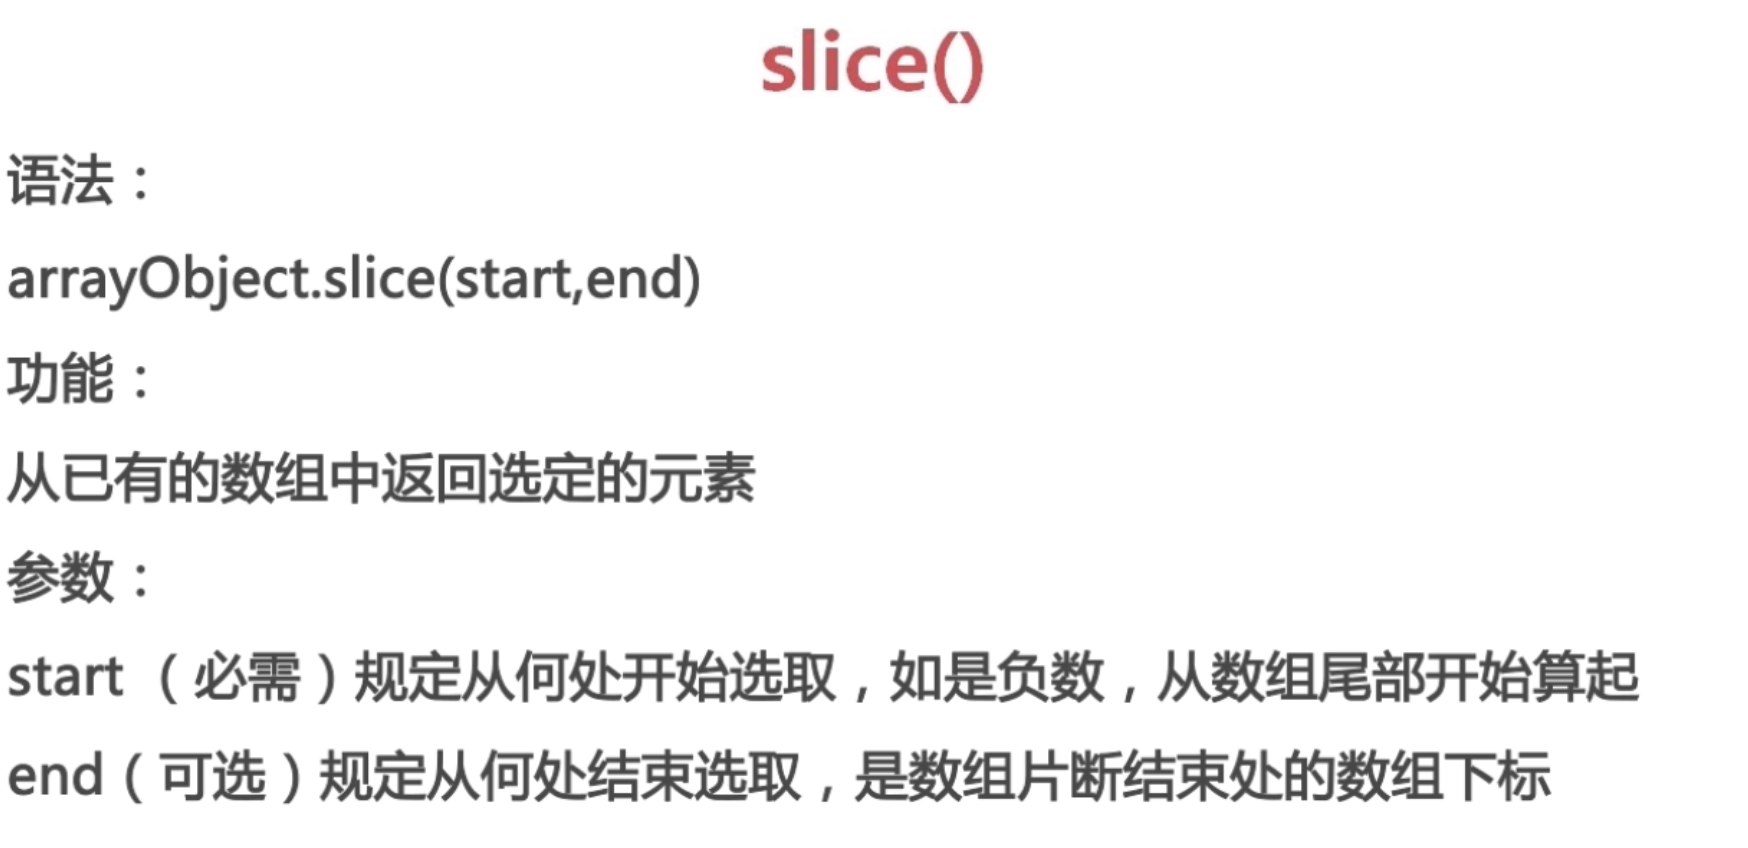 slice()
语法：
arrayObject.slice(start,end)
功能：
从已有的数组中返回选定的元素
参数：
start （必需）规定从何处开始选取，如是负数，从数组尾部开始算起
end（可选）规定从何处结束选取，是数组片断结束处的数组下标